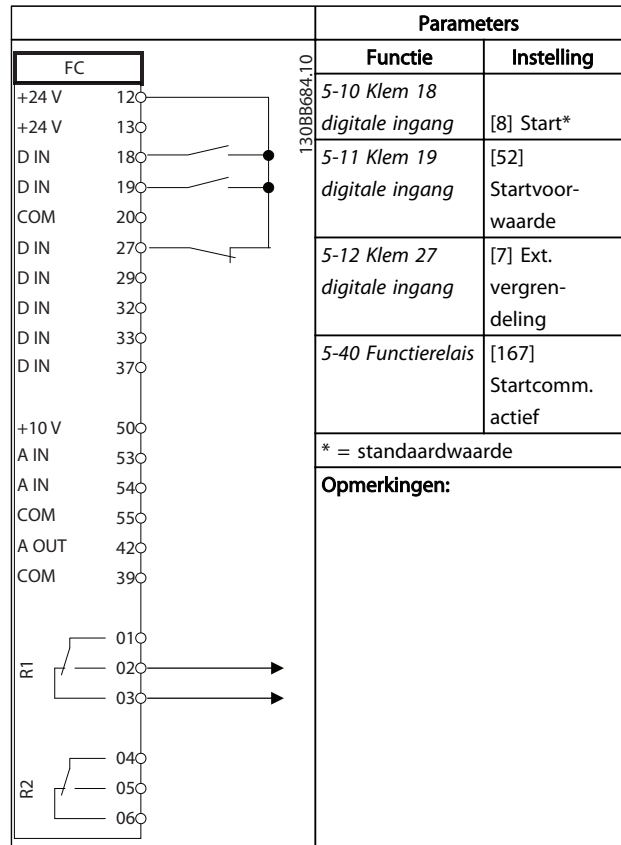 FC
+24 V 12
+24 V 13
D IN 18
D IN 19
COM 20
D IN 27
D IN 29
D IN 32
D IN 33
D IN 37
+10 V 50
A IN 53
A IN 54
COM 55
A OUT 42
COM 39
R1
01
02
03
R2
04
05
06
130BB684.10
Parameters
Functie Instelling
5-10 Klem 18
digitale ingang [8] Start*
5-11 Klem 19 [52]
digitale ingang Startvoor-
waarde
5-12 Klem 27 [7] Ext.
digitale ingang vergren-
deling
5-40 Functierelais [167]
Startcomm.
actief
* = standaardwaarde
Opmerkingen: